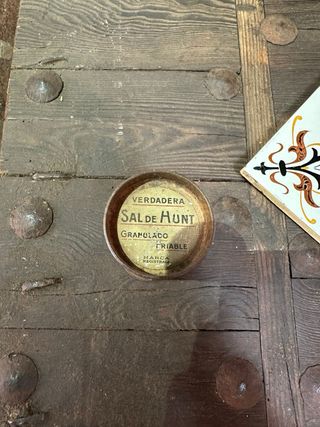 VERDADERA
SAL DE HUNT
GRANULADO
FRIABLE
MARCA
REGISTRADA